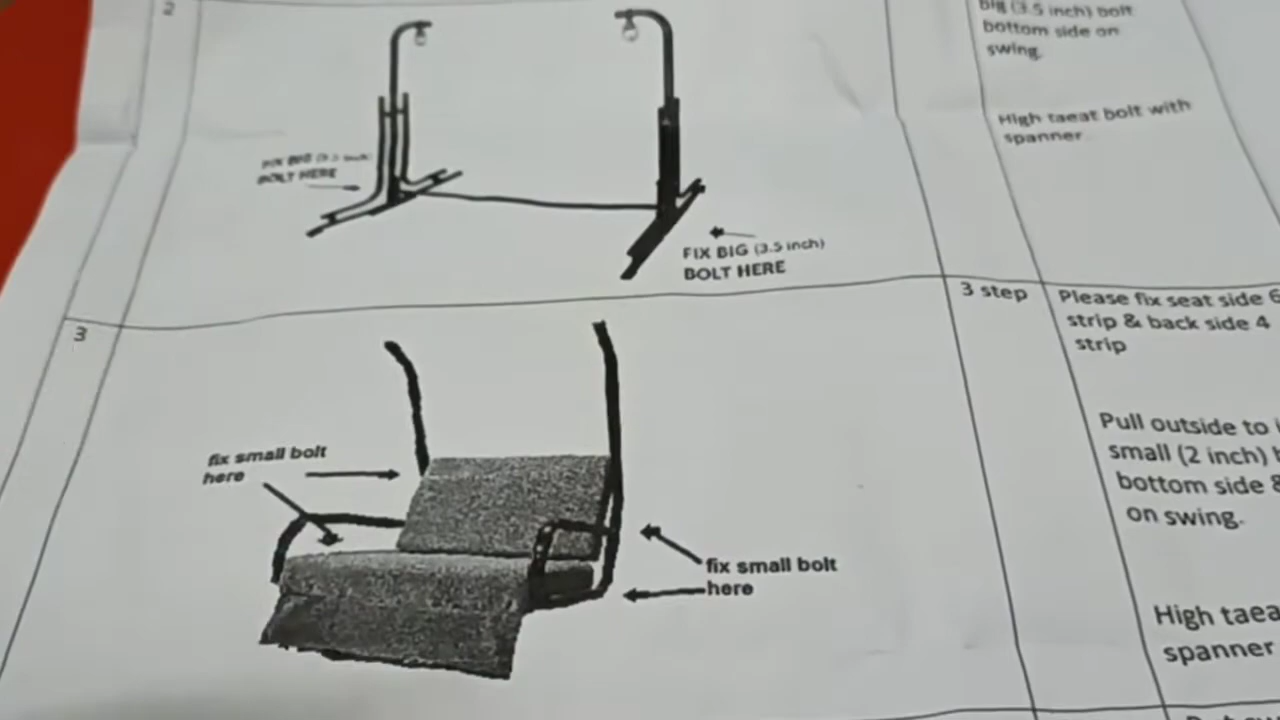 2
big (3.5 inch) bolt
bottom side on
swing.
High taeat bolt with
spanner
FIX BIG (3.5 inch)
BOLT HERE
FIX BIG (3.5 inch)
BOLT HERE
3
3 step
Please fix seat side 6
strip & back side 4
strip
Pull outside to
small (2 inch)
bottom side &
on swing.
High taea
spanner
fix small bolt
here
fix small bolt
here